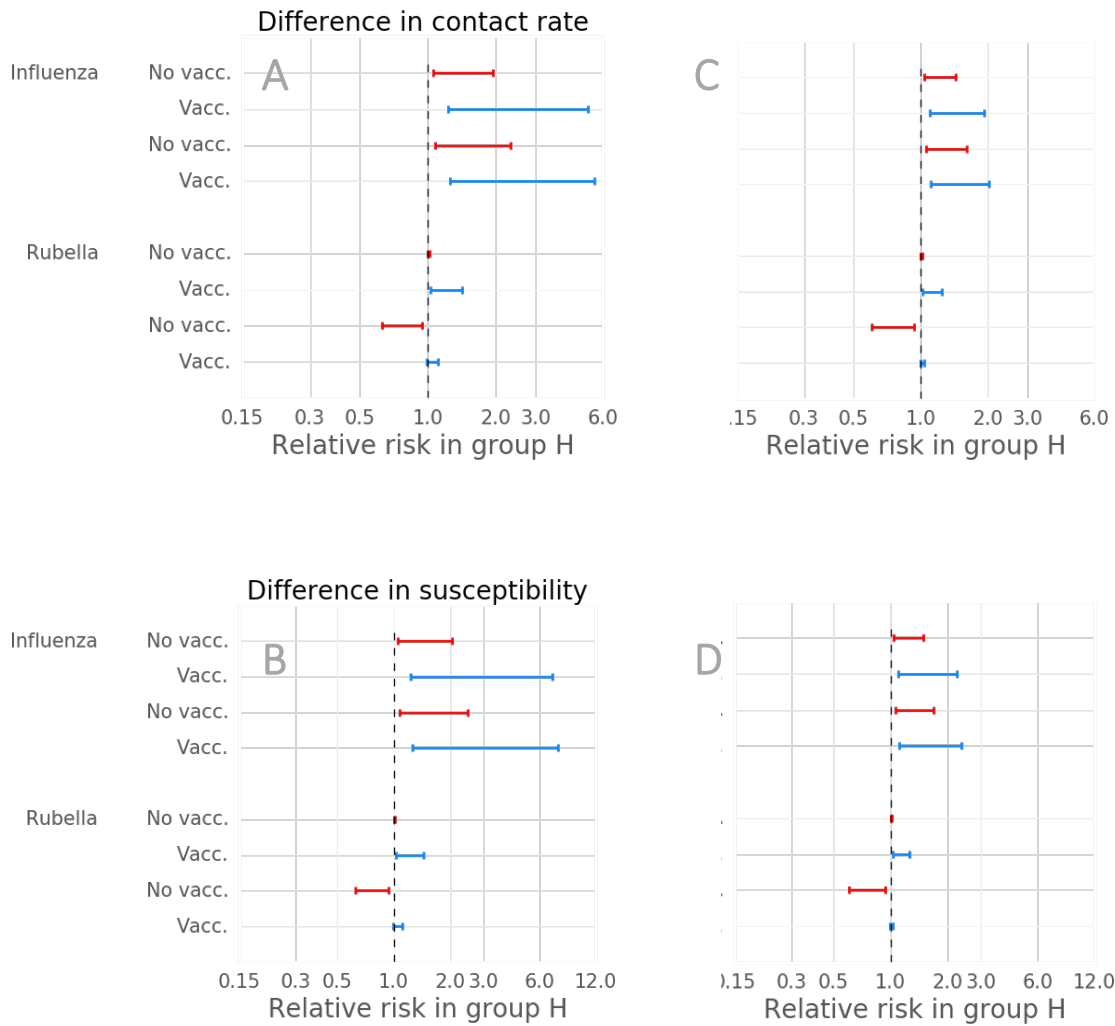 Difference in contact rate
A
C
Influenza No vacc.
Vacc.
No vacc.
Vacc.
Rubella No vacc.
Vacc.
No vacc.
Vacc.
0.15 0.3 0.5 1.0 2.0 3.0 6.0
.15 0.3 0.5 1.0 2.0 3.0 6.0
Relative risk in group H
Relative risk in group H
Difference in susceptibility
B
D
Influenza No vacc.
Vacc.
No vacc.
Vacc.
Rubella No vacc.
Vacc.
No vacc.
Vacc.
0.15 0.3 0.5 1.0 2.0 3.0 6.0 12.0
0.15 0.3 0.5 1.0 2.0 3.0 6.0 12.0
Relative risk in group H
Relative risk in group H